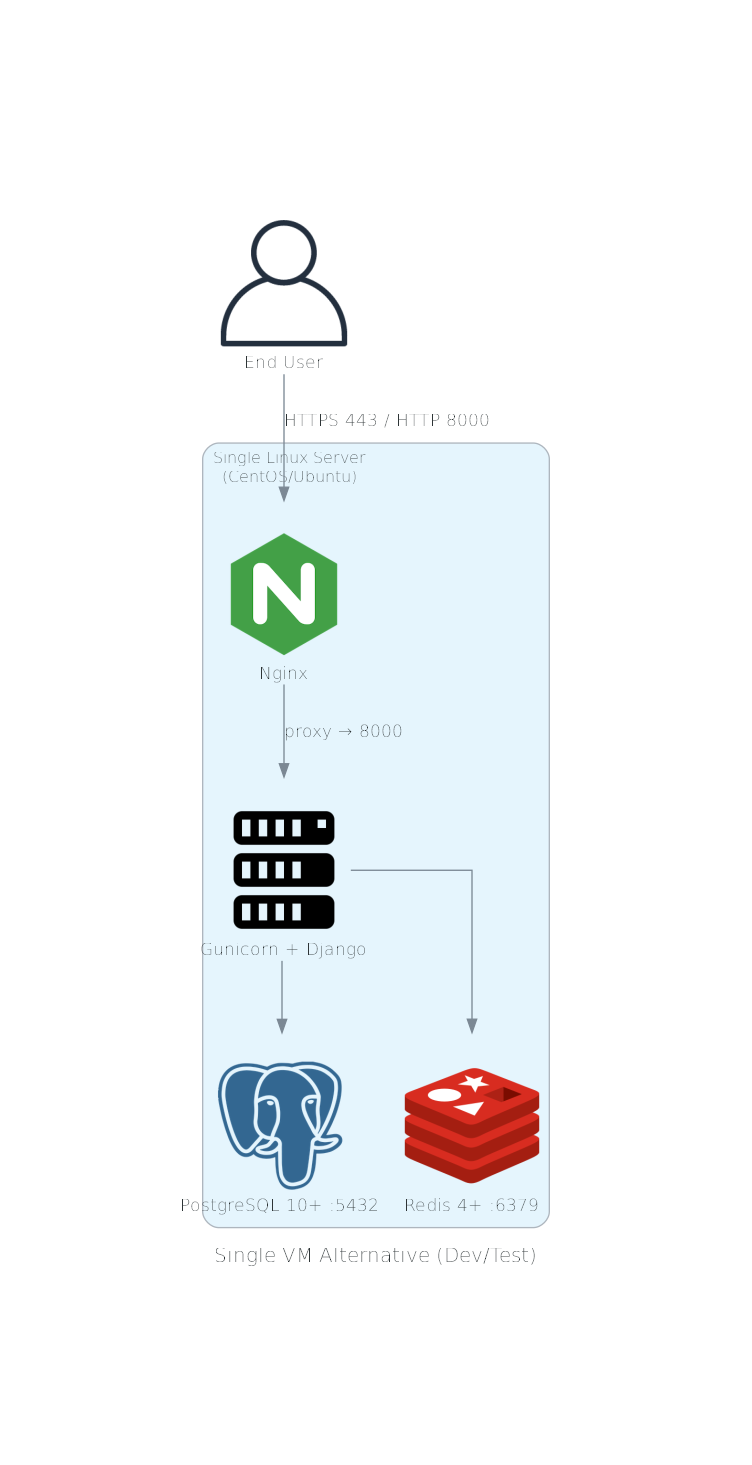 End User
HTTPS 443 / HTTP 8000
Single Linux Server
(CentOS/Ubuntu)
N
Nginx
proxy → 8000
Gunicorn + Django
PostgreSQL 10+ :5432
Redis 4+ :6379
Single VM Alternative (Dev/Test)